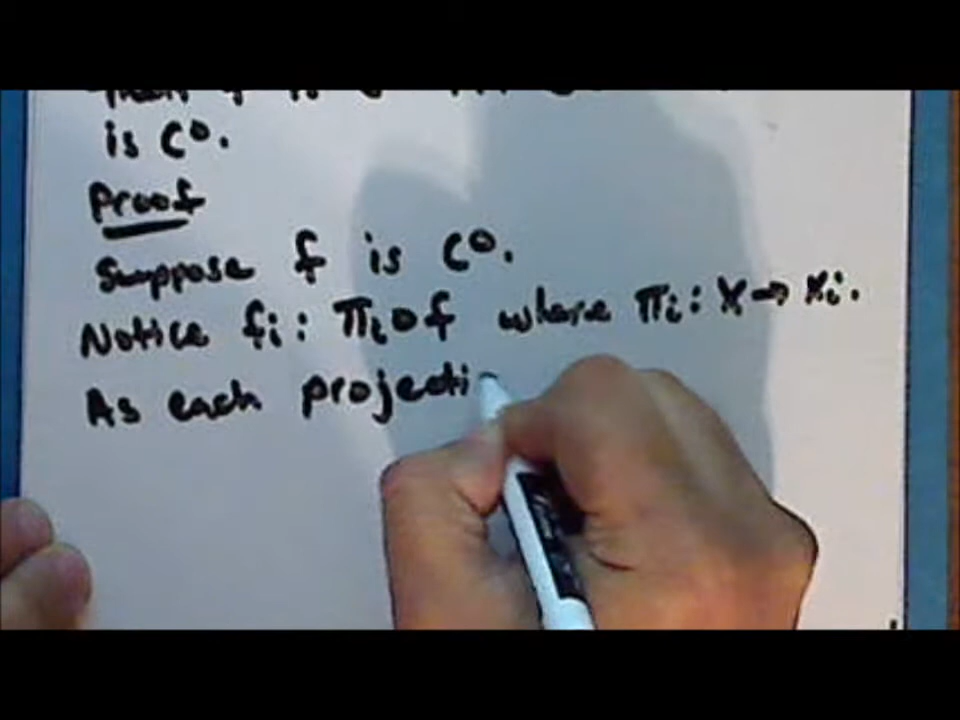 is C⁰.
Proof
Suppose f is C⁰.
Notice fᵢ : πᵢ∘f where πᵢ : X → Xᵢ.
As each projecti